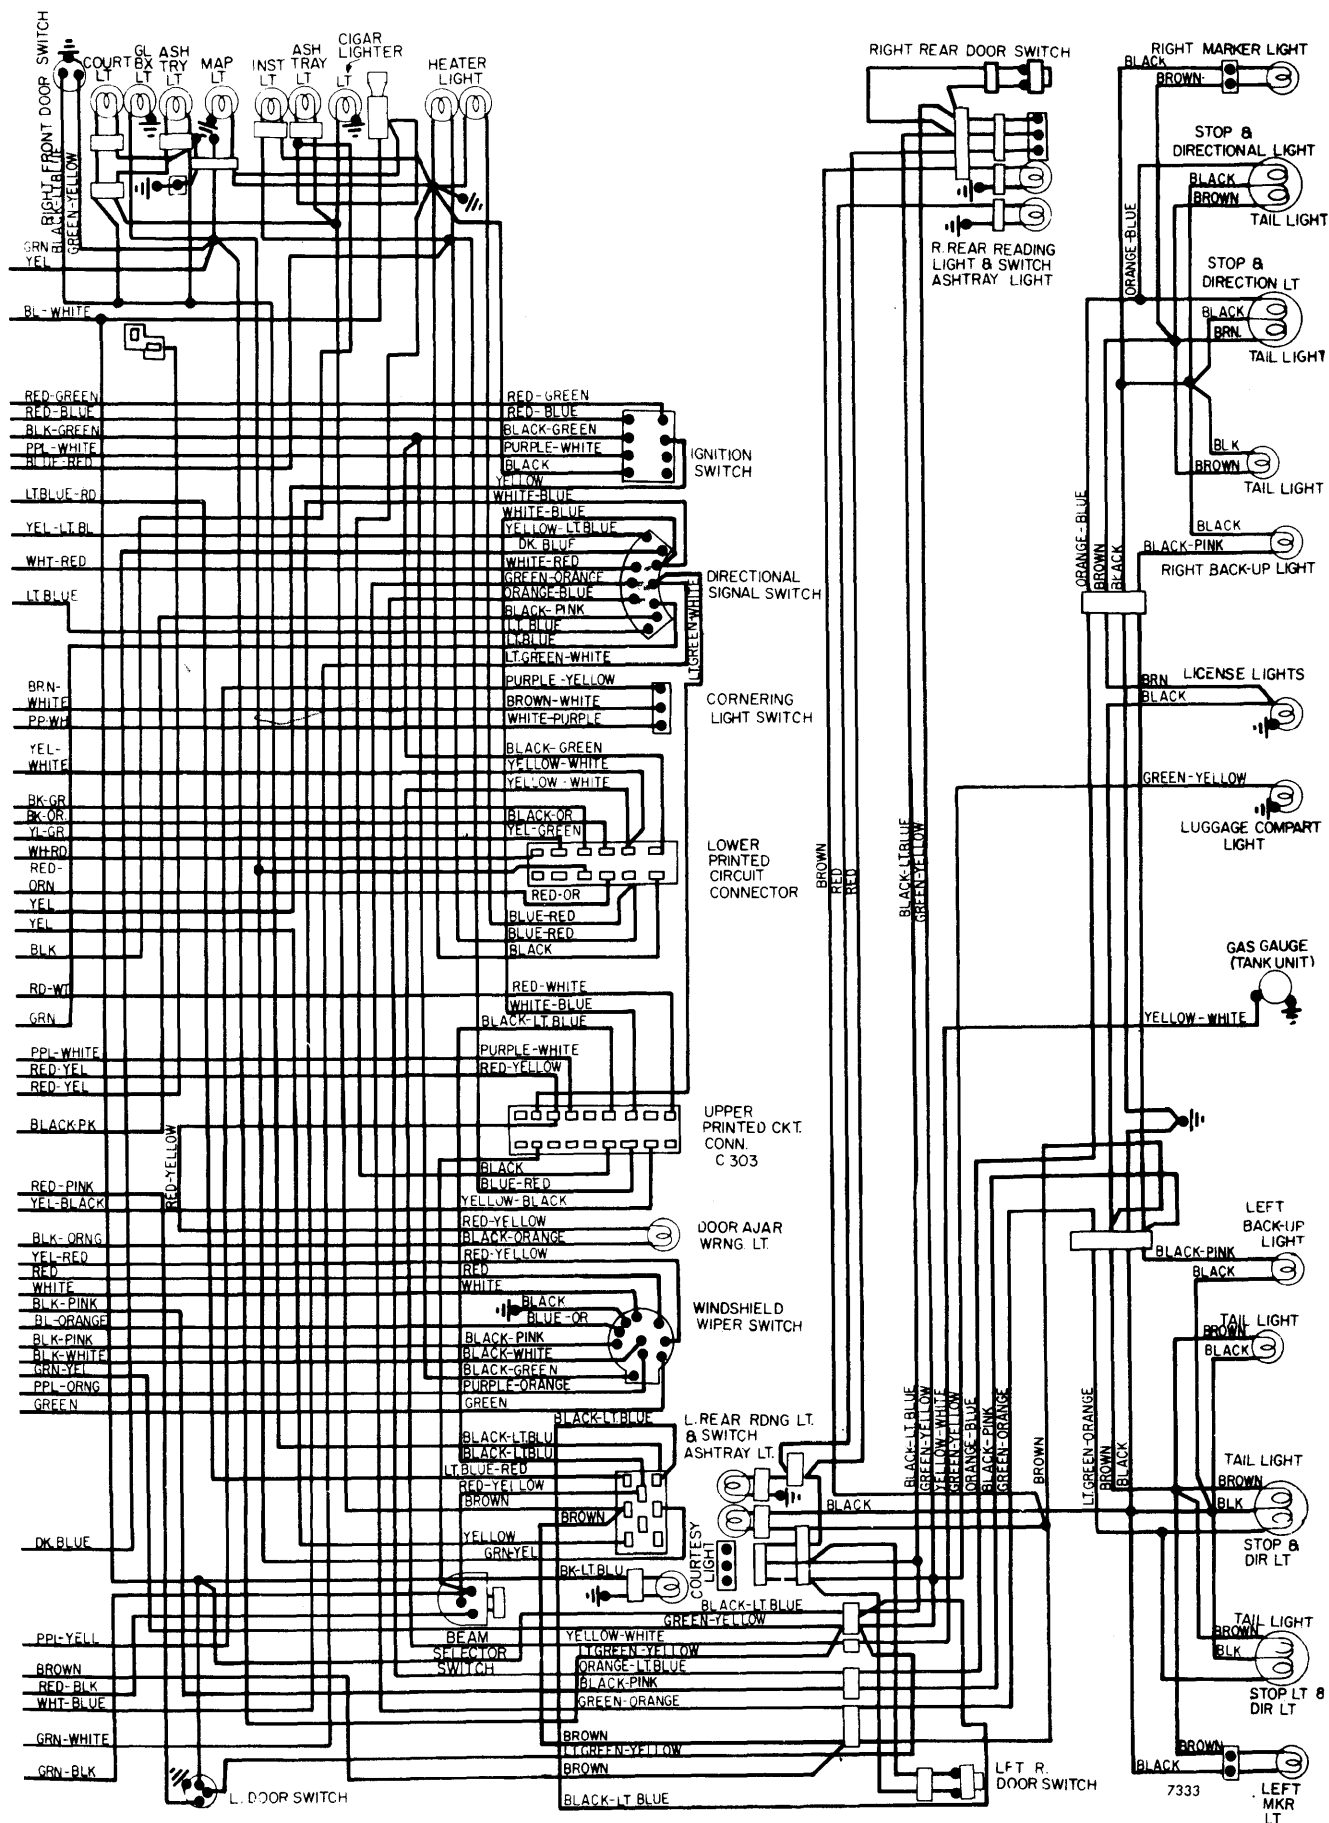 RIGHT FRONT DOOR SWITCH
BLACK-LT.BLUE
GREEN-YELLOW
COURT
LT
GL
BX
LT
ASH
TRY
LT
MAP
LT
INST
LT
ASH
TRAY
LT
CIGAR
LIGHTER
LT
HEATER
LIGHT
GRN
YEL
BL-WHITE
RED-GREEN
RED-BLUE
BLK-GREEN
PPL-WHITE
BLUE-RED
LT.BLUE-RD
YEL-LT.BL
WHT-RED
LT.BLUE
BRN-
WHITE
PP-WH
YEL-
WHITE
BK-GR
BK-OR.
YL-GR
WH-RD
RED-
ORN
YEL
YEL
BLK
RD-WT
GRN
PPL-WHITE
RED-YEL
RED-YEL
BLACK-PK
RED-YELLOW
RED-PINK
YEL-BLACK
BLK-ORNG
YEL-RED
RED
WHITE
BLK-PINK
BL-ORANGE
BLK-PINK
BLK-WHITE
GRN-YEL
PPL-ORNG
GREEN
DK.BLUE
PPL-YELL
BROWN
RED-BLK
WHT-BLUE
GRN-WHITE
GRN-BLK
L. DOOR SWITCH
RED-GREEN
RED-BLUE
BLACK-GREEN
PURPLE-WHITE
BLACK
YELLOW
WHITE-BLUE
IGNITION
SWITCH
WHITE-BLUE
YELLOW-LT.BLUE
DK.BLUE
WHITE-RED
GREEN-ORANGE
ORANGE-BLUE
BLACK-PINK
LT.BLUE
LT.BLUE
LT.GREEN-WHITE
LT.GREEN-WHITE
DIRECTIONAL
SIGNAL SWITCH
PURPLE-YELLOW
BROWN-WHITE
WHITE-PURPLE
CORNERING
LIGHT SWITCH
BLACK-GREEN
YELLOW-WHITE
YELLOW-WHITE
BLACK-OR
YEL-GREEN
LOWER
PRINTED
CIRCUIT
CONNECTOR
RED-OR
BLUE-RED
BLUE-RED
BLACK
RED-WHITE
WHITE-BLUE
BLACK-LT.BLUE
PURPLE-WHITE
RED-YELLOW
UPPER
PRINTED CKT.
CONN.
C 303
BLACK
BLUE-RED
YELLOW-BLACK
RED-YELLOW
BLACK-ORANGE
DOOR AJAR
WRNG. LT.
RED-YELLOW
RED
WHITE
BLACK
BLUE-OR
BLACK-PINK
BLACK-WHITE
BLACK-GREEN
PURPLE-ORANGE
GREEN
WINDSHIELD
WIPER SWITCH
BLACK-LT.BLUE
BLACK-LT.BLU
BLACK-LT.BLU
LT.BLUE-RED
RED-YELLOW
BROWN
BROWN
YELLOW
GRN-YEL
L.REAR RDNG LT.
& SWITCH
ASHTRAY LT.
BLACK
COURTESY
LIGHT
BK-LT.BLU
BEAM
SELECTOR
SWITCH
BLACK-LT.BLUE
GREEN-YELLOW
YELLOW-WHITE
LT.GREEN-YELLOW
ORANGE-LT.BLUE
BLACK-PINK
GREEN-ORANGE
BROWN
LT.GREEN-YELLOW
BROWN
BLACK-LT BLUE
LFT R.
DOOR SWITCH
RIGHT REAR DOOR SWITCH
R.REAR READING
LIGHT & SWITCH
ASHTRAY LIGHT
BROWN
RED
RED
BLACK-LT.BLUE
GREEN-YELLOW
BLACK-LT BLUE
GREEN-YELLOW
YELLOW-WHITE
GREEN-YELLOW
ORANGE-BLUE
BLACK-PINK
GREEN-ORANGE
BROWN
LT.GREEN-ORANGE
BROWN
BLACK
RIGHT MARKER LIGHT
BLACK
BROWN
STOP &
DIRECTIONAL LIGHT
BLACK
BROWN
TAIL LIGHT
ORANGE-BLUE
STOP &
DIRECTION LT
BLACK
BRN.
TAIL LIGHT
BLK
BROWN
TAIL LIGHT
BLACK
BLACK-PINK
RIGHT BACK-UP LIGHT
ORANGE-BLUE
BROWN
BLACK
LICENSE LIGHTS
BRN
BLACK
GREEN-YELLOW
LUGGAGE COMPART
LIGHT
GAS GAUGE
(TANK UNIT)
YELLOW-WHITE
LEFT
BACK-UP
LIGHT
BLACK-PINK
BLACK
TAIL LIGHT
BROWN
BLACK
TAIL LIGHT
BROWN
BLK
STOP &
DIR LT
TAIL LIGHT
BROWN
BLK
STOP LT &
DIR LT
BROWN
BLACK
7333
LEFT
MKR
LT